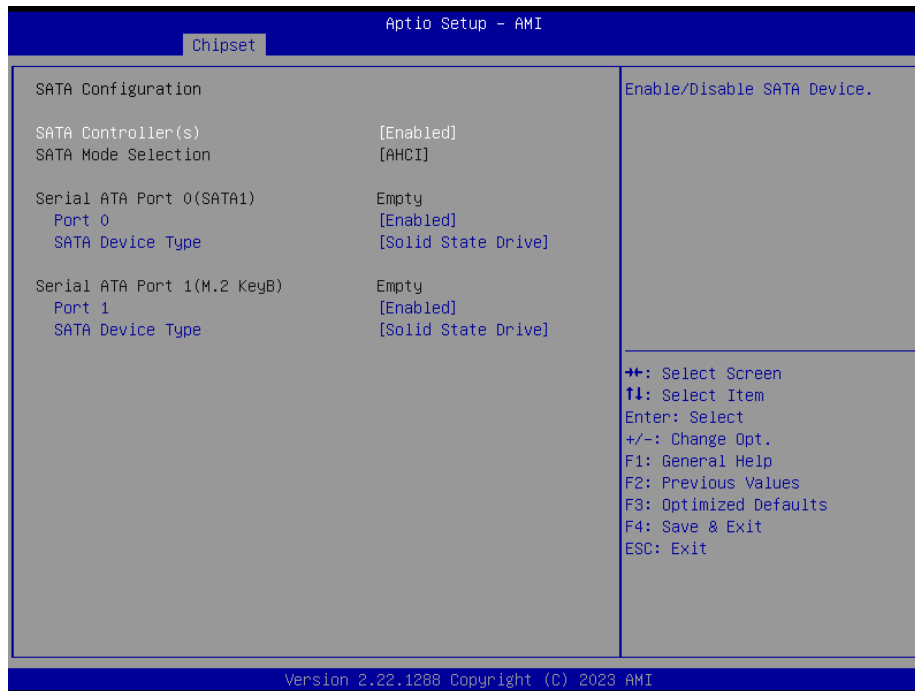 Aptio Setup – AMI
Chipset
SATA Configuration
SATA Controller(s) [Enabled]
SATA Mode Selection [AHCI]
Serial ATA Port 0(SATA1) Empty
Port 0 [Enabled]
SATA Device Type [Solid State Drive]
Serial ATA Port 1(M.2 KeyB) Empty
Port 1 [Enabled]
SATA Device Type [Solid State Drive]
Enable/Disable SATA Device.
→←: Select Screen
↑↓: Select Item
Enter: Select
+/-: Change Opt.
F1: General Help
F2: Previous Values
F3: Optimized Defaults
F4: Save & Exit
ESC: Exit
Version 2.22.1288 Copyright (C) 2023 AMI